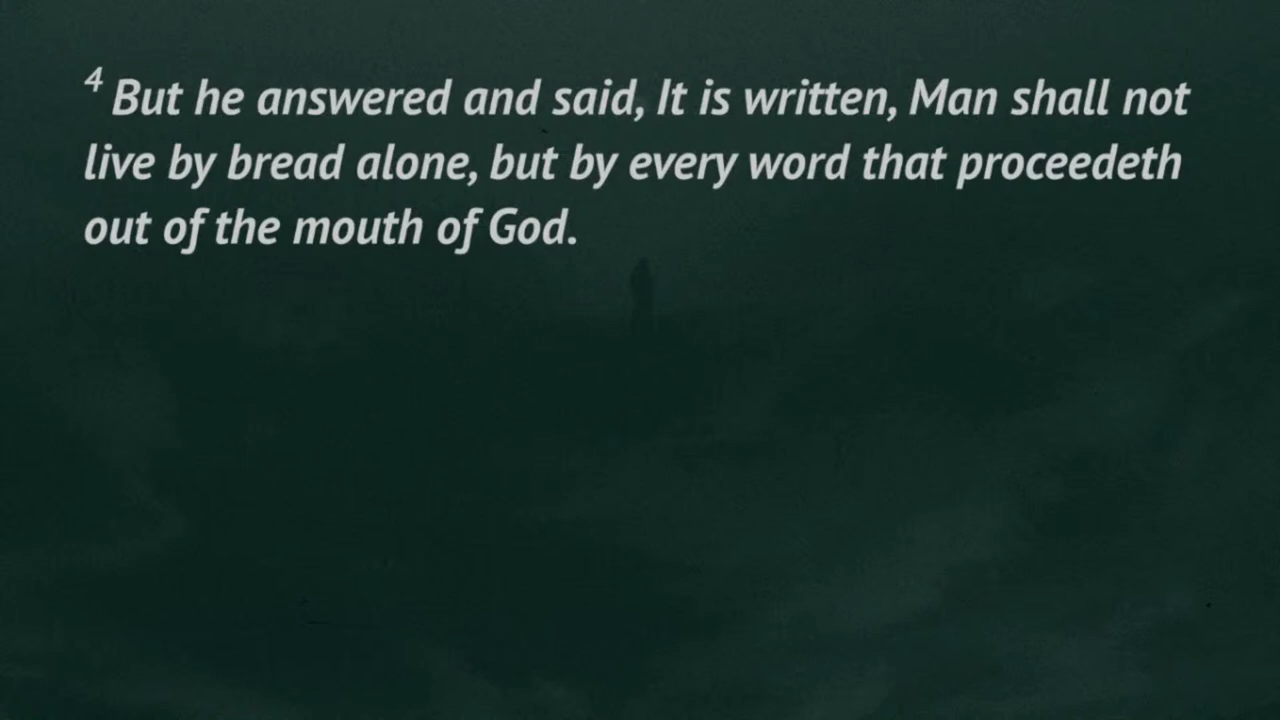 4 But he answered and said, It is written, Man shall not
live by bread alone, but by every word that proceedeth
out of the mouth of God.